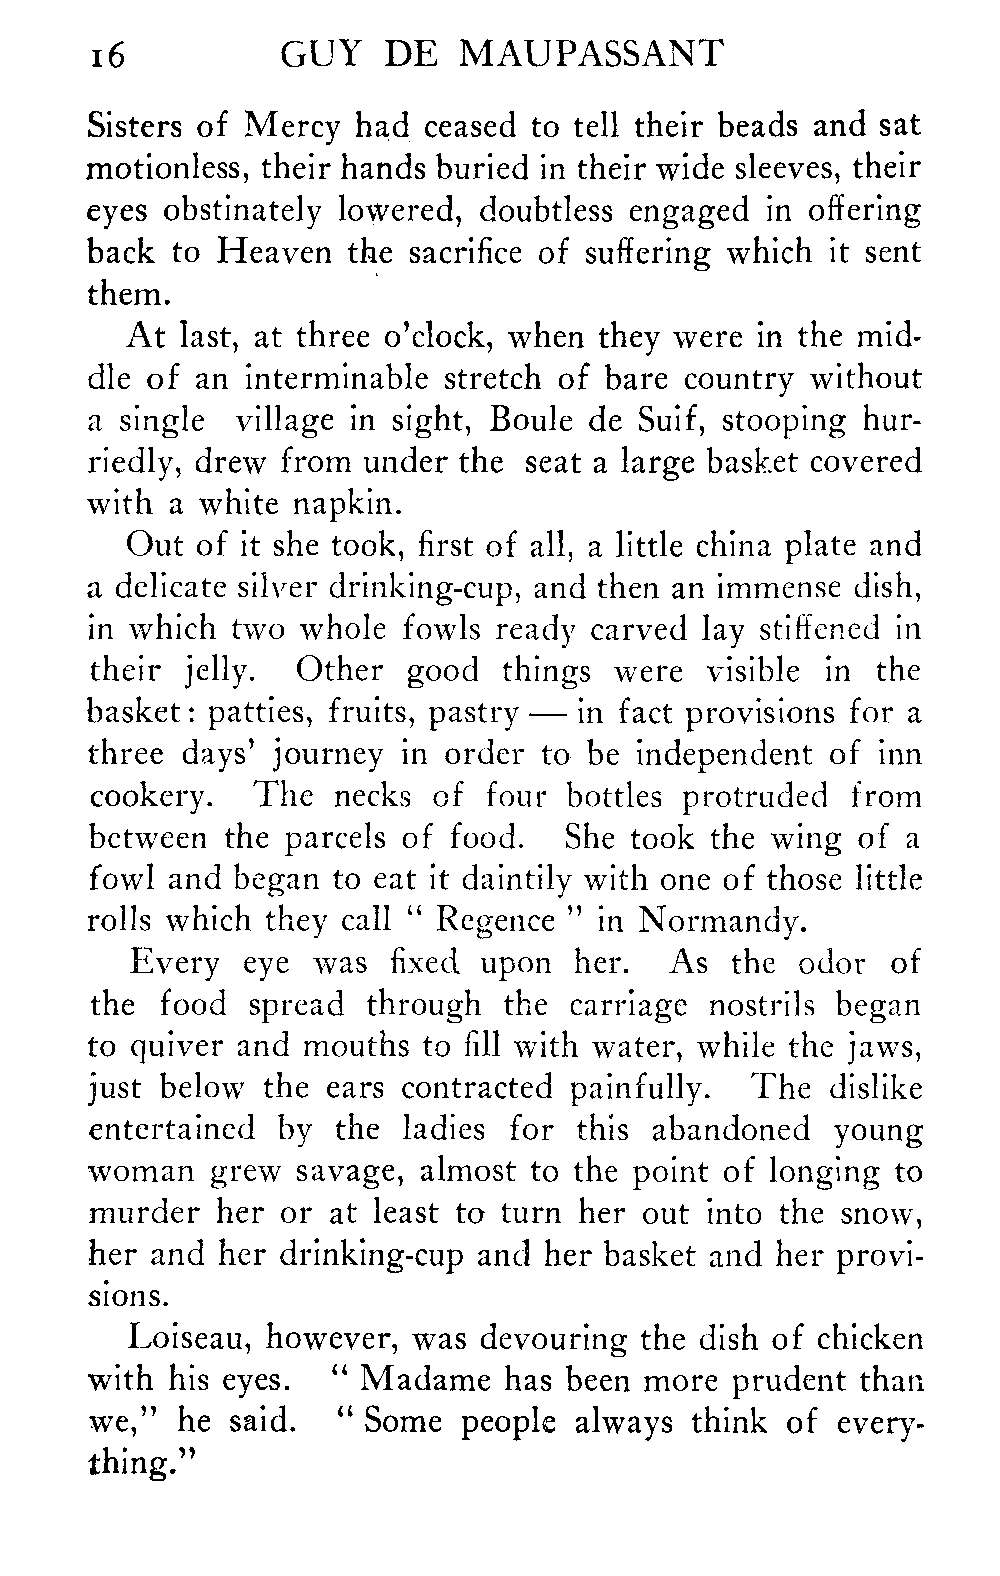 16 GUY DE MAUPASSANT
Sisters of Mercy had ceased to tell their beads and sat
motionless, their hands buried in their wide sleeves, their
eyes obstinately lowered, doubtless engaged in offering
back to Heaven the sacrifice of suffering which it sent
them.
At last, at three o'clock, when they were in the mid-
dle of an interminable stretch of bare country without
a single village in sight, Boule de Suif, stooping hur-
riedly, drew from under the seat a large basket covered
with a white napkin.
Out of it she took, first of all, a little china plate and
a delicate silver drinking-cup, and then an immense dish,
in which two whole fowls ready carved lay stiffened in
their jelly. Other good things were visible in the
basket: patties, fruits, pastry — in fact provisions for a
three days' journey in order to be independent of inn
cookery. The necks of four bottles protruded from
between the parcels of food. She took the wing of a
fowl and began to eat it daintily with one of those little
rolls which they call " Regence " in Normandy.
Every eye was fixed upon her. As the odor of
the food spread through the carriage nostrils began
to quiver and mouths to fill with water, while the jaws,
just below the ears contracted painfully. The dislike
entertained by the ladies for this abandoned young
woman grew savage, almost to the point of longing to
murder her or at least to turn her out into the snow,
her and her drinking-cup and her basket and her provi-
sions.
Loiseau, however, was devouring the dish of chicken
with his eyes. " Madame has been more prudent than
we," he said. " Some people always think of every-
thing."